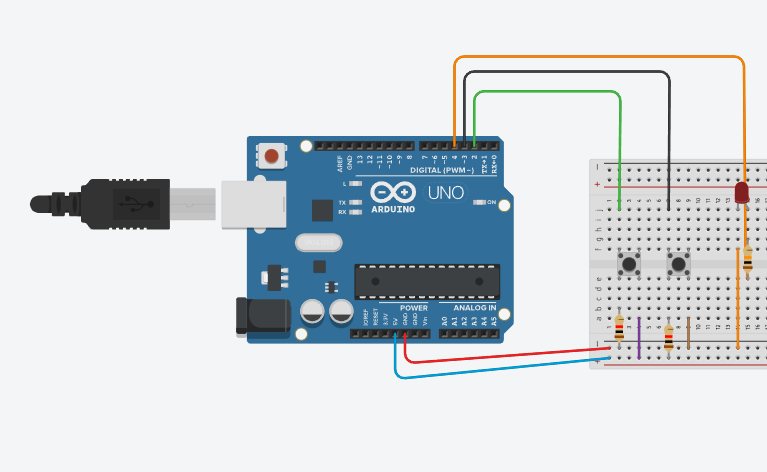 AREF
GND
13
12
~11
~10
~9
8
7
~6
~5
4
~3
2
TX→1
RX←0
DIGITAL (PWM~)
L
TX
RX
UNO
ARDUINO
ON
POWER
ANALOG IN
IOREF
RESET
3.3V
5V
GND
GND
Vin
A0
A1
A2
A3
A4
A5